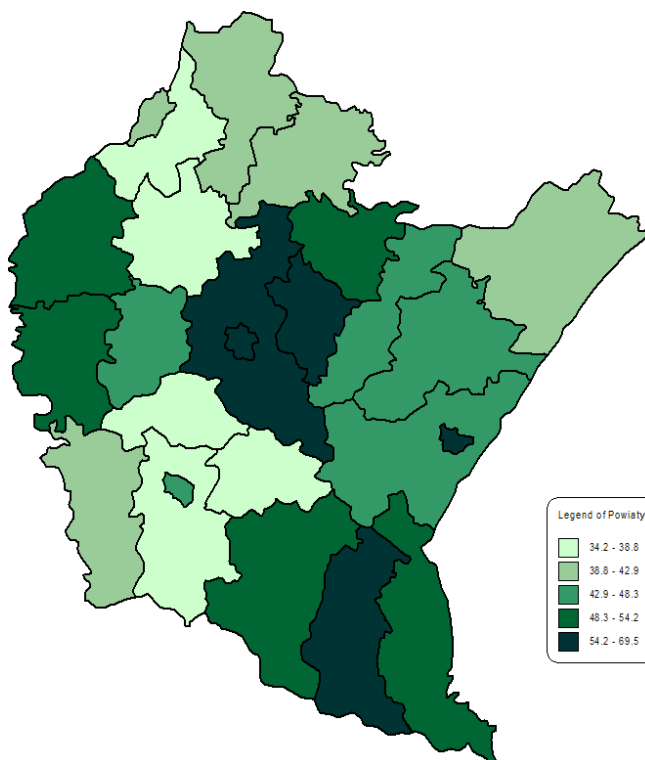 Legend of Powiaty
34.2 - 38.8
38.8 - 42.9
42.9 - 48.3
48.3 - 54.2
54.2 - 69.5